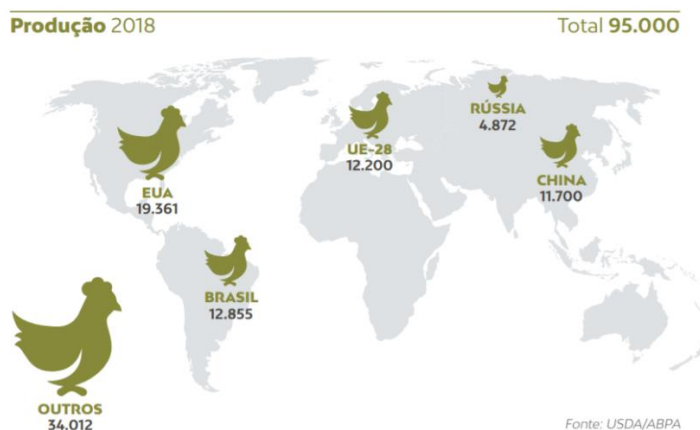 Produção 2018
Total 95.000
RÚSSIA
4.872
UE-28
12.200
CHINA
11.700
EUA
19.361
BRASIL
12.855
OUTROS
34.012
Fonte: USDA/ABPA